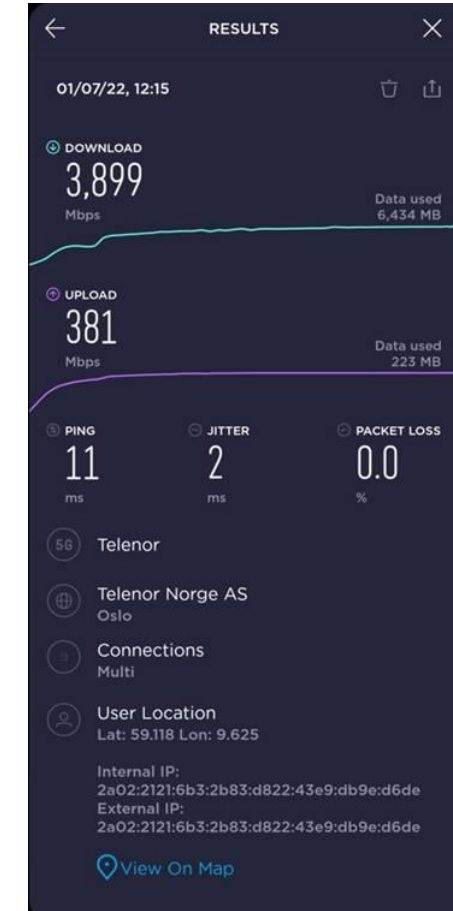 RESULTS
01/07/22, 12:15
DOWNLOAD
3,899
Mbps
Data used
6,434 MB
UPLOAD
381
Mbps
Data used
223 MB
PING
11
ms
JITTER
2
ms
PACKET LOSS
0.0
%
5G
Telenor
Telenor Norge AS
Oslo
Connections
Multi
User Location
Lat: 59.118 Lon: 9.625
Internal IP:
2a02:2121:6b3:2b83:d822:43e9:db9e:d6de
External IP:
2a02:2121:6b3:2b83:d822:43e9:db9e:d6de
View On Map